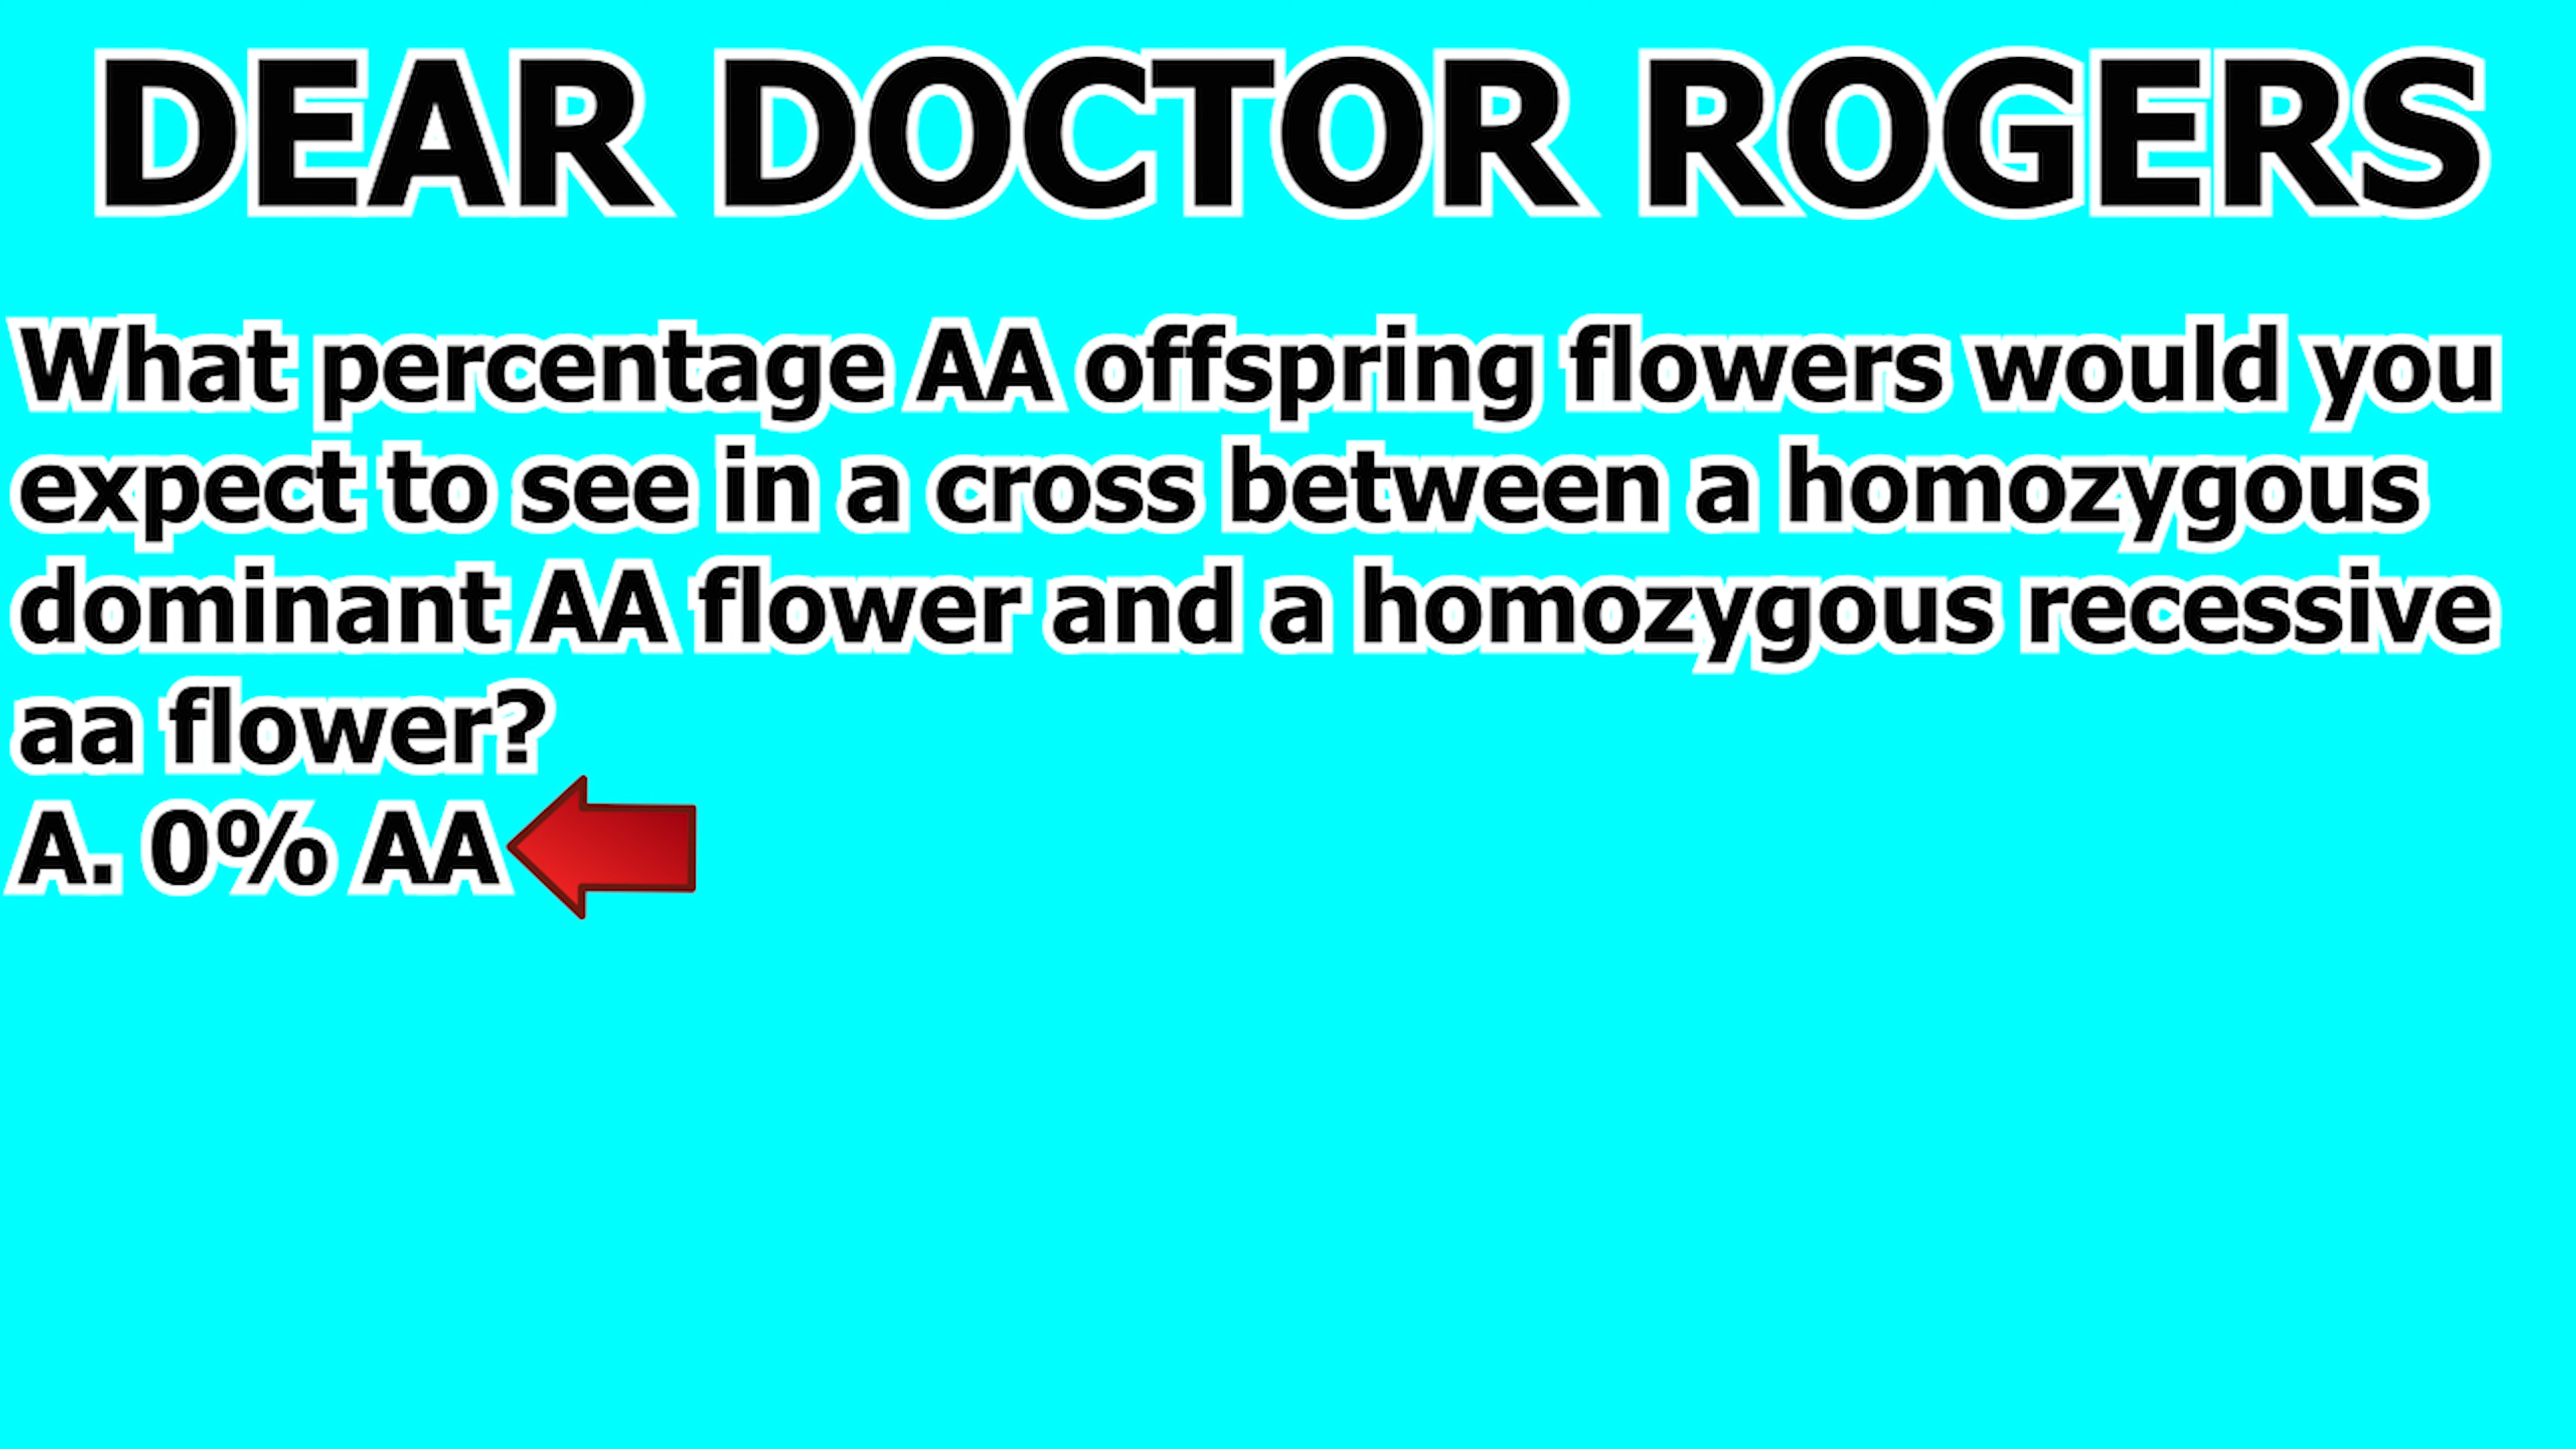 DEAR DOCTOR ROGERS
What percentage AA offspring flowers would you
expect to see in a cross between a homozygous
dominant AA flower and a homozygous recessive
aa flower?
A. 0% AA